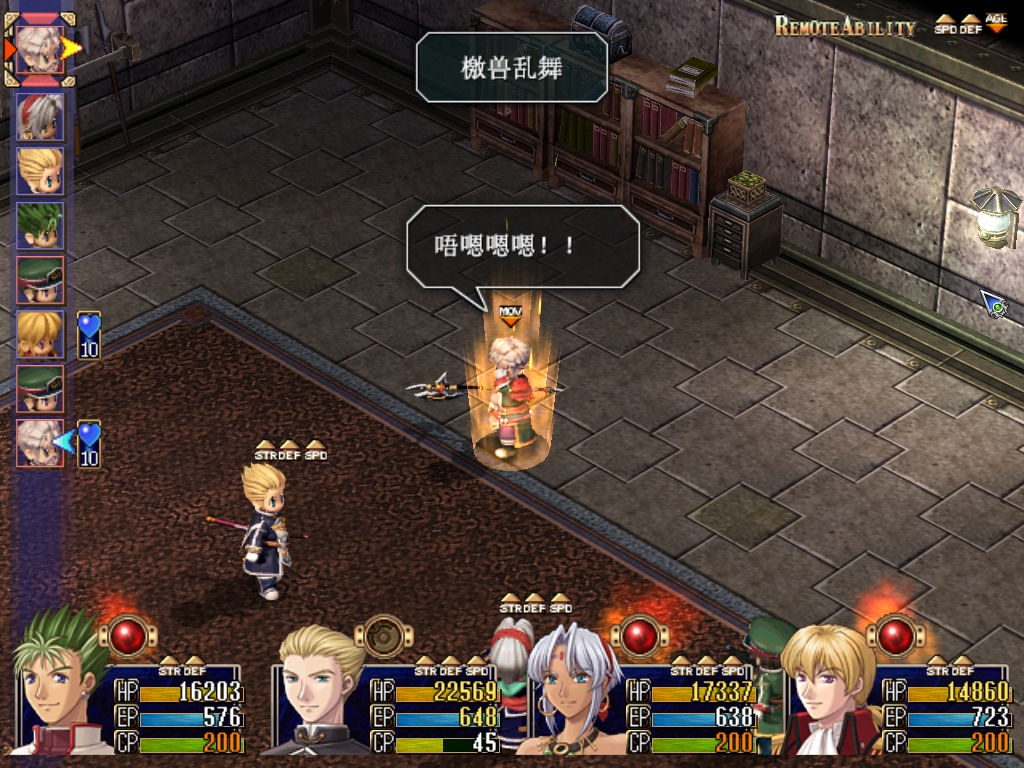 REMOTEABILITY
SPD DEF
AGL
檄兽乱舞
唔嗯嗯嗯！！
MOV
10
10
STR DEF SPD
STR DEF SPD
STR DEF
HP 16203
EP 576
CP 200
STR DEF SPD
HP 22569
EP 648
CP 45
STR DEF SPD
HP 17337
EP 638
CP 200
STR DEF
HP 14860
EP 723
CP 200